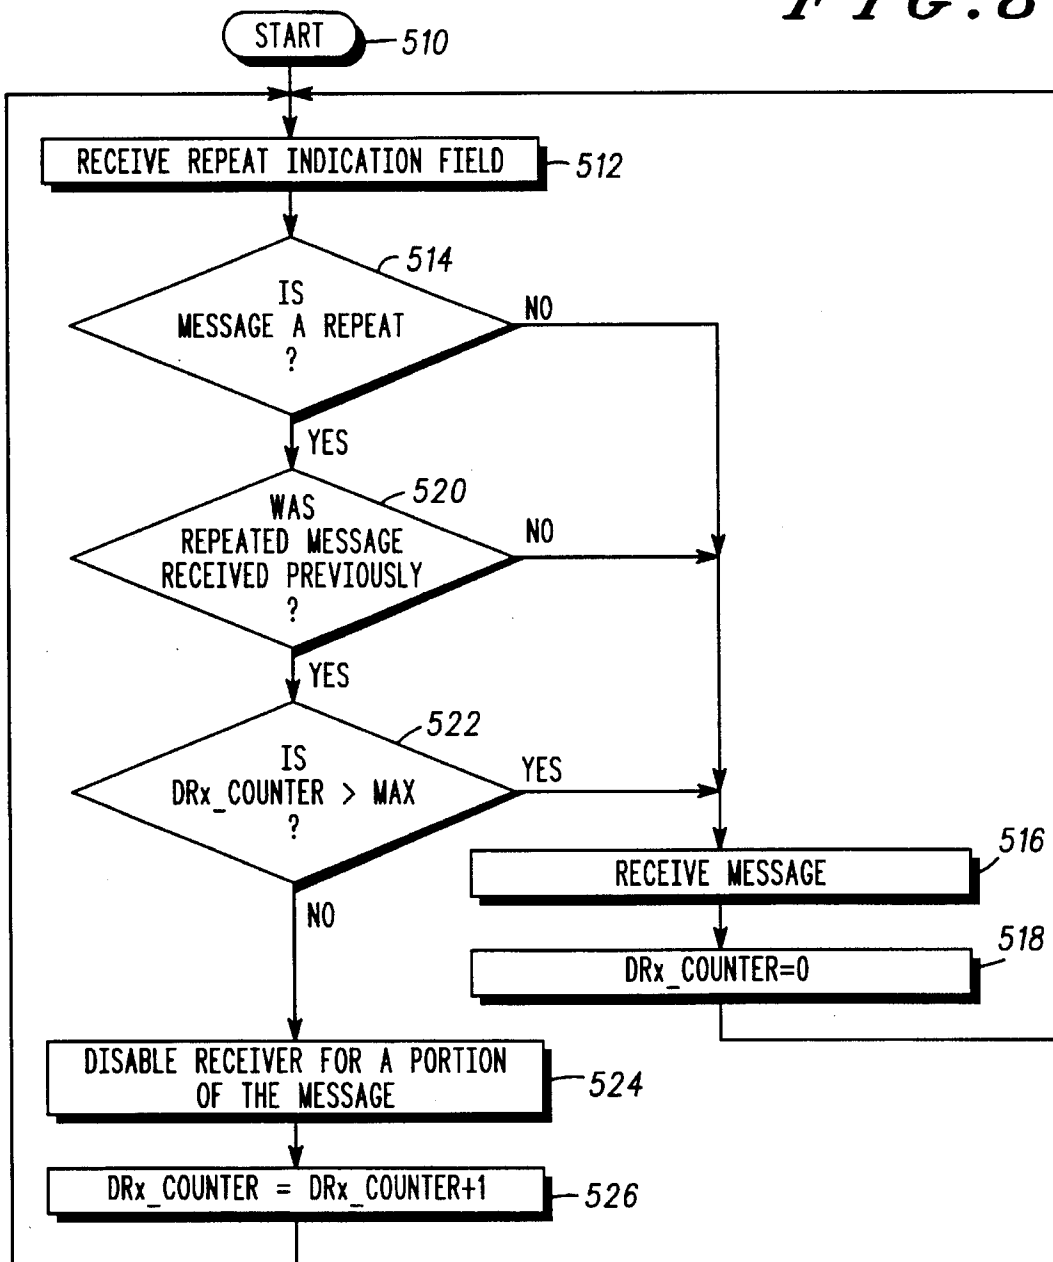 FIG.8
START
510
RECEIVE REPEAT INDICATION FIELD
512
514
IS
MESSAGE A REPEAT
?
NO
YES
520
WAS
REPEATED MESSAGE
RECEIVED PREVIOUSLY
?
NO
YES
522
IS
DRx_COUNTER > MAX
?
YES
NO
516
RECEIVE MESSAGE
518
DRx_COUNTER=0
DISABLE RECEIVER FOR A PORTION
OF THE MESSAGE
524
DRx_COUNTER = DRx_COUNTER+1
526